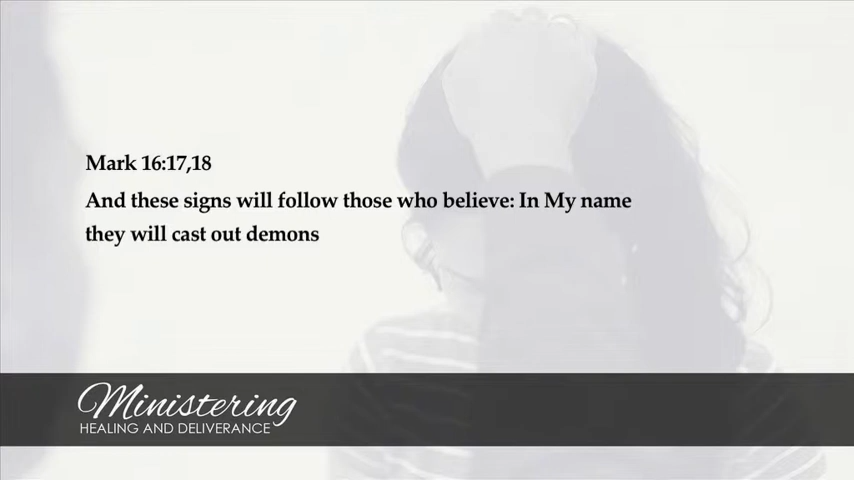 Mark 16:17,18
And these signs will follow those who believe: In My name
they will cast out demons
Ministering
HEALING AND DELIVERANCE